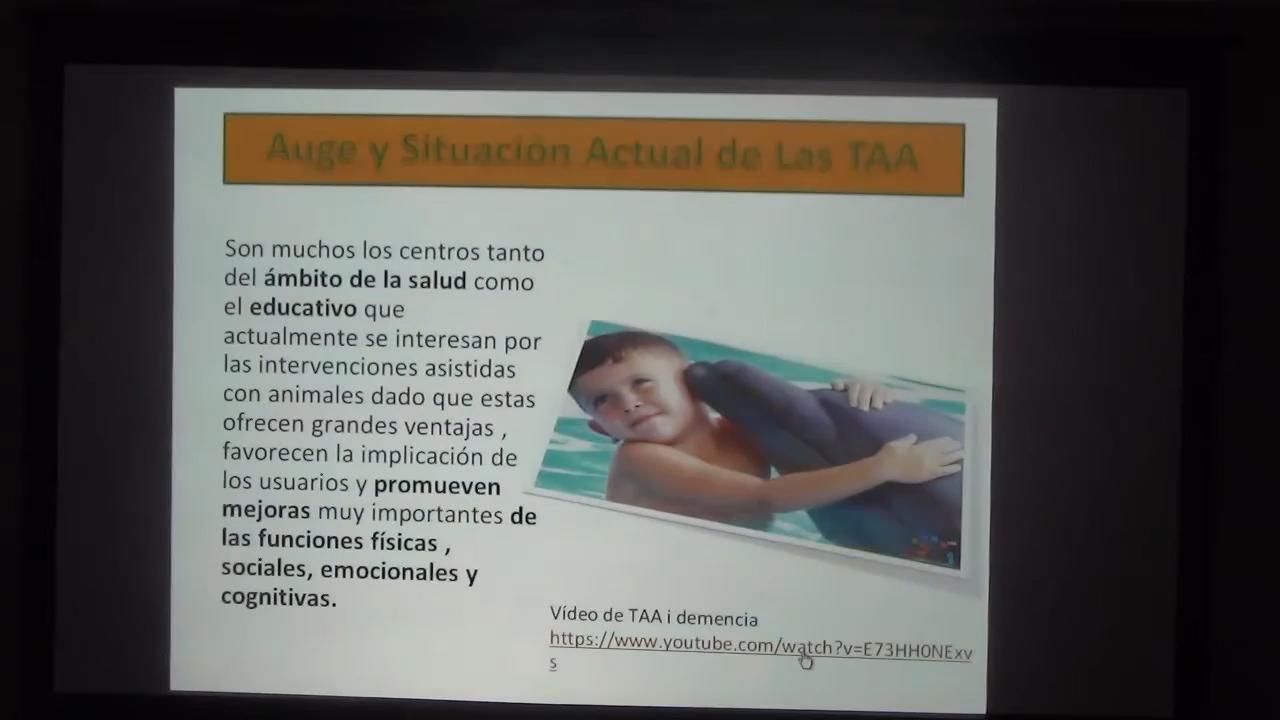 Auge y Situación Actual de Las TAA
Son muchos los centros tanto
del ámbito de la salud como
el educativo que
actualmente se interesan por
las intervenciones asistidas
con animales dado que estas
ofrecen grandes ventajas ,
favorecen la implicación de
los usuarios y promueven
mejoras muy importantes de
las funciones físicas ,
sociales, emocionales y
cognitivas.
Vídeo de TAA i demencia
https://www.youtube.com/watch?v=E73HH0NExv
s